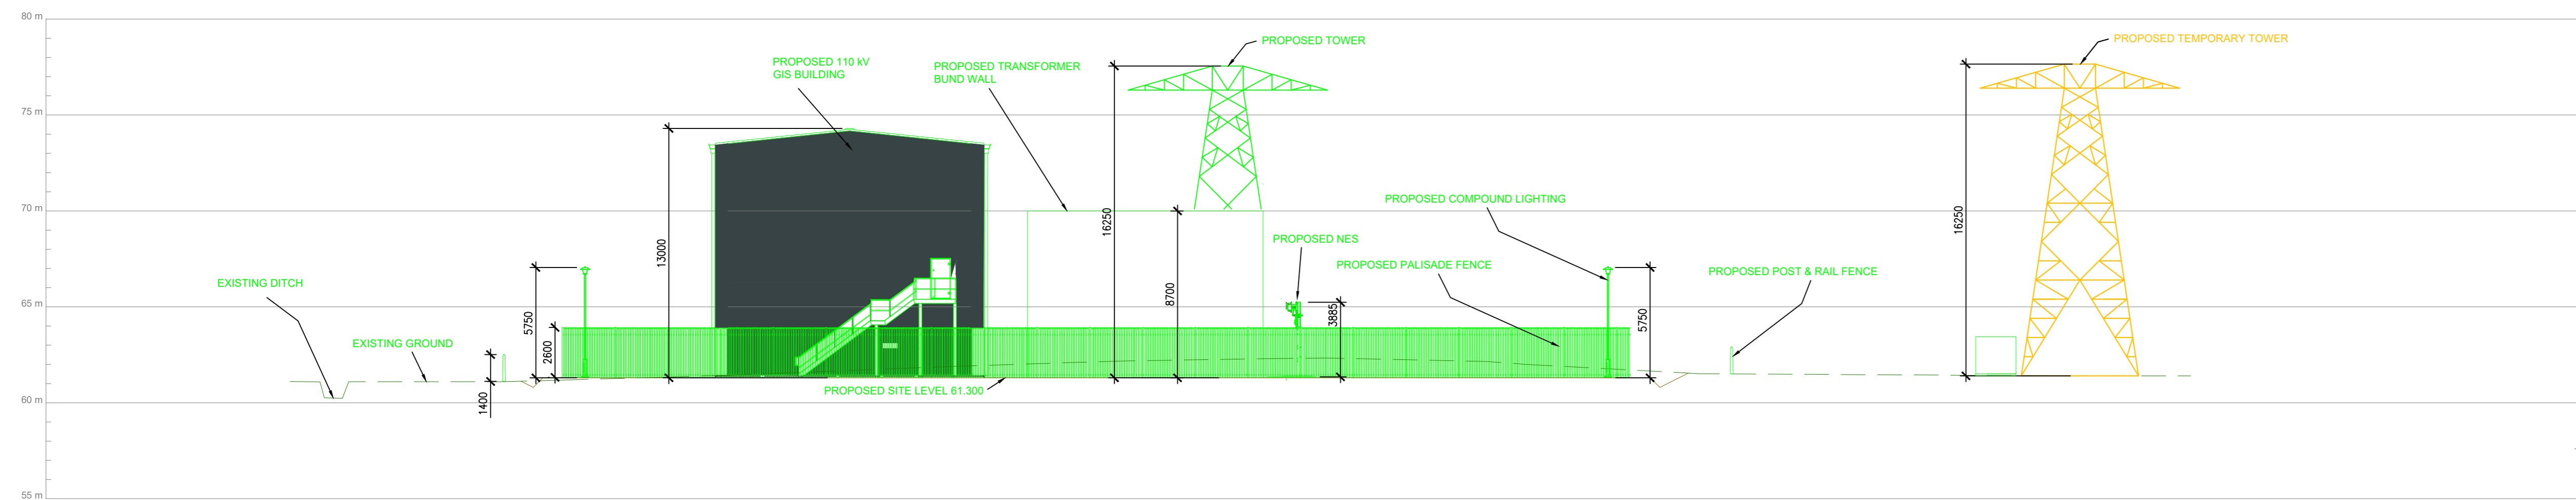 80 m
75 m
70 m
65 m
60 m
55 m
EXISTING DITCH
EXISTING GROUND
1400
5750
2600
13000
PROPOSED 110 kV
GIS BUILDING
PROPOSED TRANSFORMER
BUND WALL
PROPOSED SITE LEVEL 61.300
16250
8700
PROPOSED TOWER
PROPOSED NES
3885
PROPOSED PALISADE FENCE
PROPOSED COMPOUND LIGHTING
5750
PROPOSED POST & RAIL FENCE
16250
PROPOSED TEMPORARY TOWER